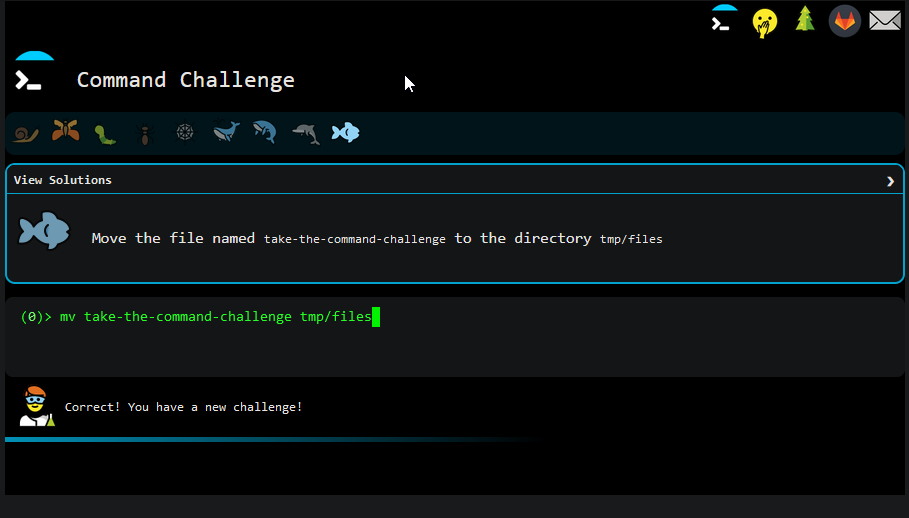 Command Challenge
View Solutions
Move the file named take-the-command-challenge to the directory tmp/files
(0)> mv take-the-command-challenge tmp/files
Correct! You have a new challenge!